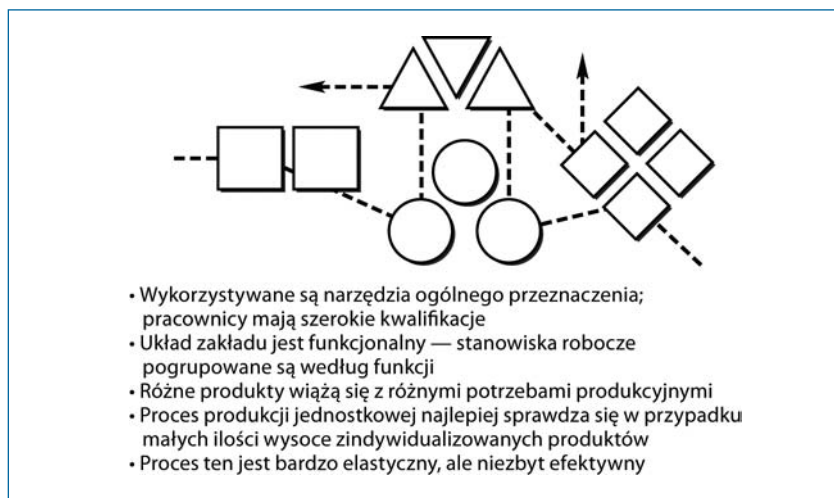 • Wykorzystywane są narzędzia ogólnego przeznaczenia;
pracownicy mają szerokie kwalifikacje
• Układ zakładu jest funkcjonalny — stanowiska robocze
pogrupowane są według funkcji
• Różne produkty wiążą się z różnymi potrzebami produkcyjnymi
• Proces produkcji jednostkowej najlepiej sprawdza się w przypadku
małych ilości wysoce zindywidualizowanych produktów
• Proces ten jest bardzo elastyczny, ale niezbyt efektywny